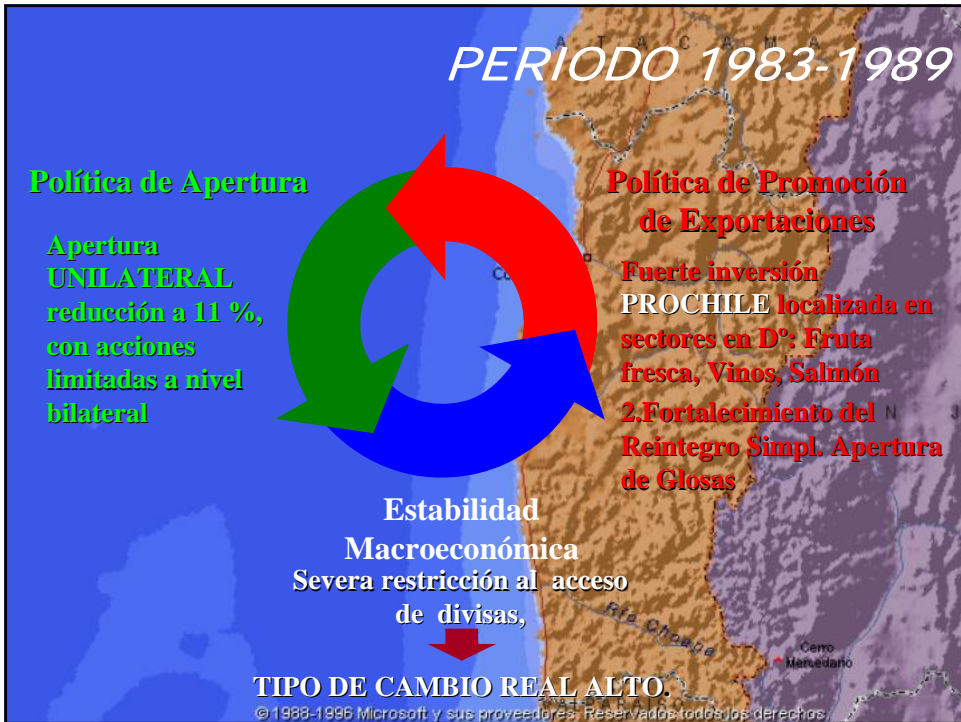 A T A C A M A
PERIODO 1983-1989
Política de Apertura
Apertura
UNILATERAL
reducción a 11 %,
con acciones
limitadas a nivel
bilateral
Política de Promoción
de Exportaciones
Fuerte inversión
PROCHILE localizada en
sectores en Dº: Fruta
fresca, Vinos, Salmón
2.Fortalecimiento del
Reintegro Simpl. Apertura
de Glosas
N J
Estabilidad
Macroeconómica
Severa restricción al acceso
de divisas,
Río Choapa
Cerro
Mercedario
TIPO DE CAMBIO REAL ALTO.
©1988-1996 Microsoft y sus proveedores. Reservados todos los derechos.